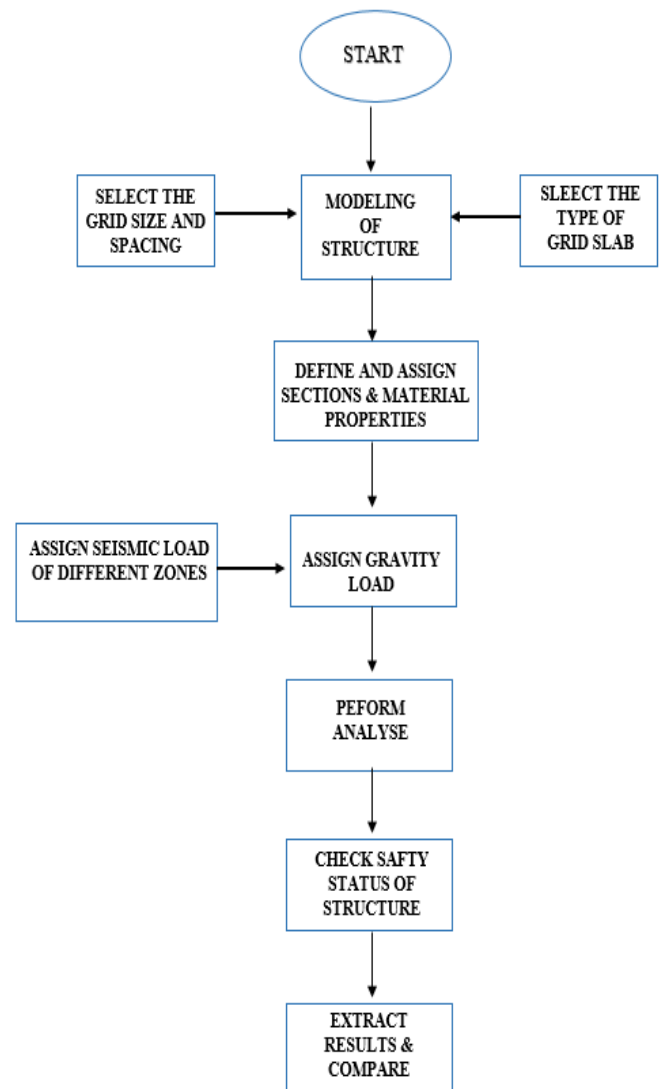 START
SELECT THE
GRID SIZE AND
SPACING
MODELING
OF
STRUCTURE
SLEECT THE
TYPE OF
GRID SLAB
DEFINE AND ASSIGN
SECTIONS & MATERIAL
PROPERTIES
ASSIGN SEISMIC LOAD
OF DIFFERENT ZONES
ASSIGN GRAVITY
LOAD
PEFORM
ANALYSE
CHECK SAFTY
STATUS OF
STRUCTURE
EXTRACT
RESULTS &
COMPARE